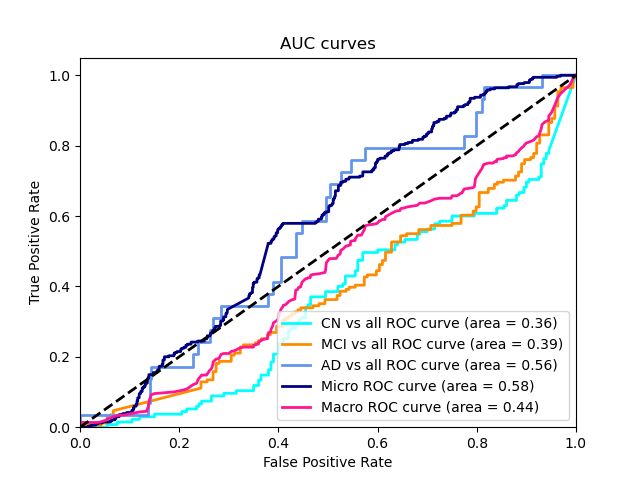 AUC curves
True Positive Rate
1.0
0.8
0.6
0.4
0.2
0.0
CN vs all ROC curve (area = 0.36)
MCI vs all ROC curve (area = 0.39)
AD vs all ROC curve (area = 0.56)
Micro ROC curve (area = 0.58)
Macro ROC curve (area = 0.44)
0.0 0.2 0.4 0.6 0.8 1.0
False Positive Rate